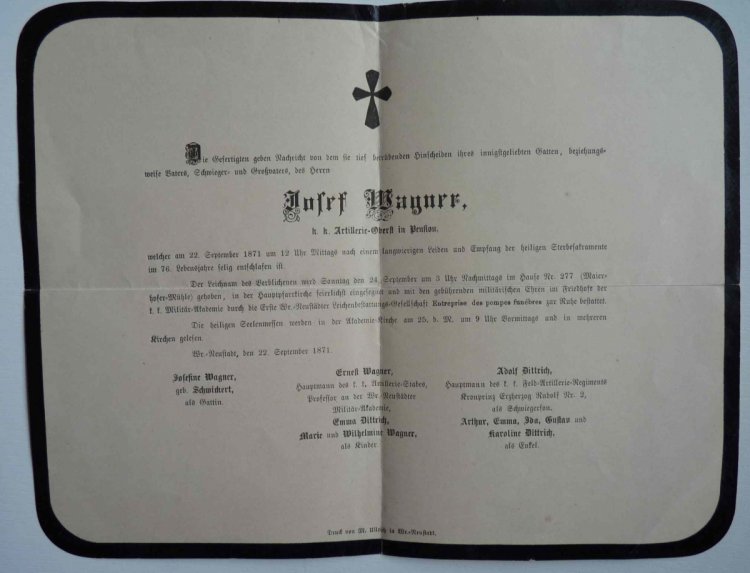 Die Gefertigten geben Nachricht von dem sie tief betrübenden Hinscheiden ihres innigstgeliebten Gatten, beziehungs-
weise Vaters, Schwieger- und Großvaters, des Herrn
Josef Wagner,
k. k. Artillerie-Oberst in Pension,
welcher am 22. September 1871 um 12 Uhr Mittags nach einem langwierigen Leiden und Empfang der heiligen Sterbesakramente
im 76. Lebensjahre selig entschlafen ist
Der Leichnam des Verblichenen wird Sonntag den 24. September um 3 Uhr Nachmittags im Hause Nr. 277 (Maier-
hofer-Mühle) gehoben, in der Hauptpfarrkirche feierlichst eingesegnet und mit den gebührenden militärischen Ehren im Friedhofe der
k. k. Militär-Akademie durch die Erste Wr.-Neustädter Leichenbestattungs-Gesellschaft Entreprise des pompes funèbres zur Ruhe bestattet.
Die heiligen Seelenmessen werden in der Akademie-Kirche am 25. d. M. um 9 Uhr Vormittags und in mehreren
Kirchen gelesen.
Wr.-Neustadt, den 22. September 1871.
Josefine Wagner,
geb. Schwickert,
als Gattin.
Ernest Wagner,
Hauptmann des k. k. Artillerie-Stabes,
Professor an der Wr.-Neustädter
Militär-Akademie,
Emma Dittrich,
Marie und Wilhelmine Wagner,
als Kinder.
Adolf Dittrich,
Hauptmann des k. k. Feld-Artillerie-Regiments
Kronprinz Erzherzog Rudolf Nr. 2,
als Schwiegersohn.
Arthur, Emma, Ida, Gustav und
Karoline Dittrich,
als Enkel.
Druck von M. Ullrich in Wr.-Neustadt.